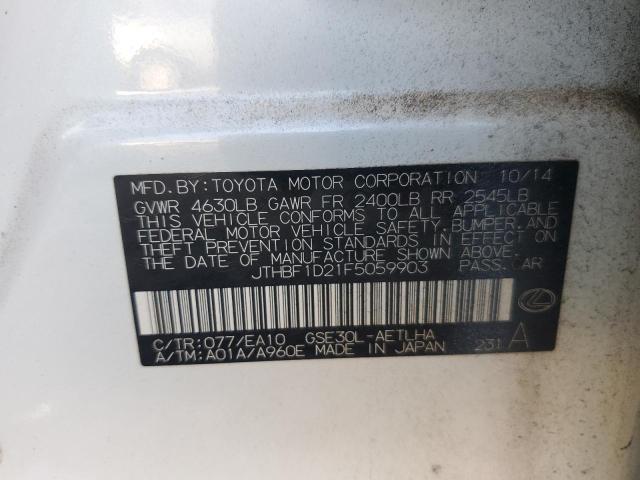 MFD.BY:TOYOTA MOTOR CORPORATION 10/14
GVWR 4630LB GAWR FR 2400LB RR 2545LB
THIS VEHICLE CONFORMS TO ALL APPLICABLE
FEDERAL MOTOR VEHICLE SAFETY,BUMPER,AND
THEFT PREVENTION STANDARDS IN EFFECT ON
THE DATE OF MANUFACTURE SHOWN ABOVE.
JTHBF1D21F5059903 PASS.CAR
C/TR:077/EA10 GSE30L-AETLHA
A/TM:A01A/A960E MADE IN JAPAN 231 A